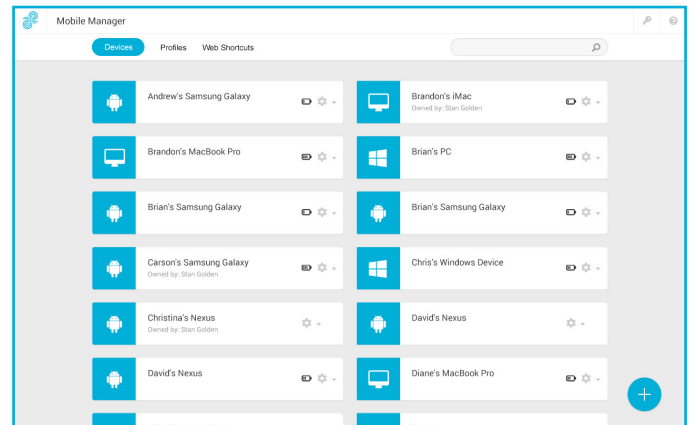 Mobile Manager
Devices
Profiles
Web Shortcuts
Andrew's Samsung Galaxy
Brandon's iMac
Owned by: Stan Golden
Brandon's MacBook Pro
Brian's PC
Brian's Samsung Galaxy
Brian's Samsung Galaxy
Carson's Samsung Galaxy
Owned by: Stan Golden
Chris's Windows Device
Christina's Nexus
Owned by: Stan Golden
David's Nexus
David's Nexus
Diane's MacBook Pro